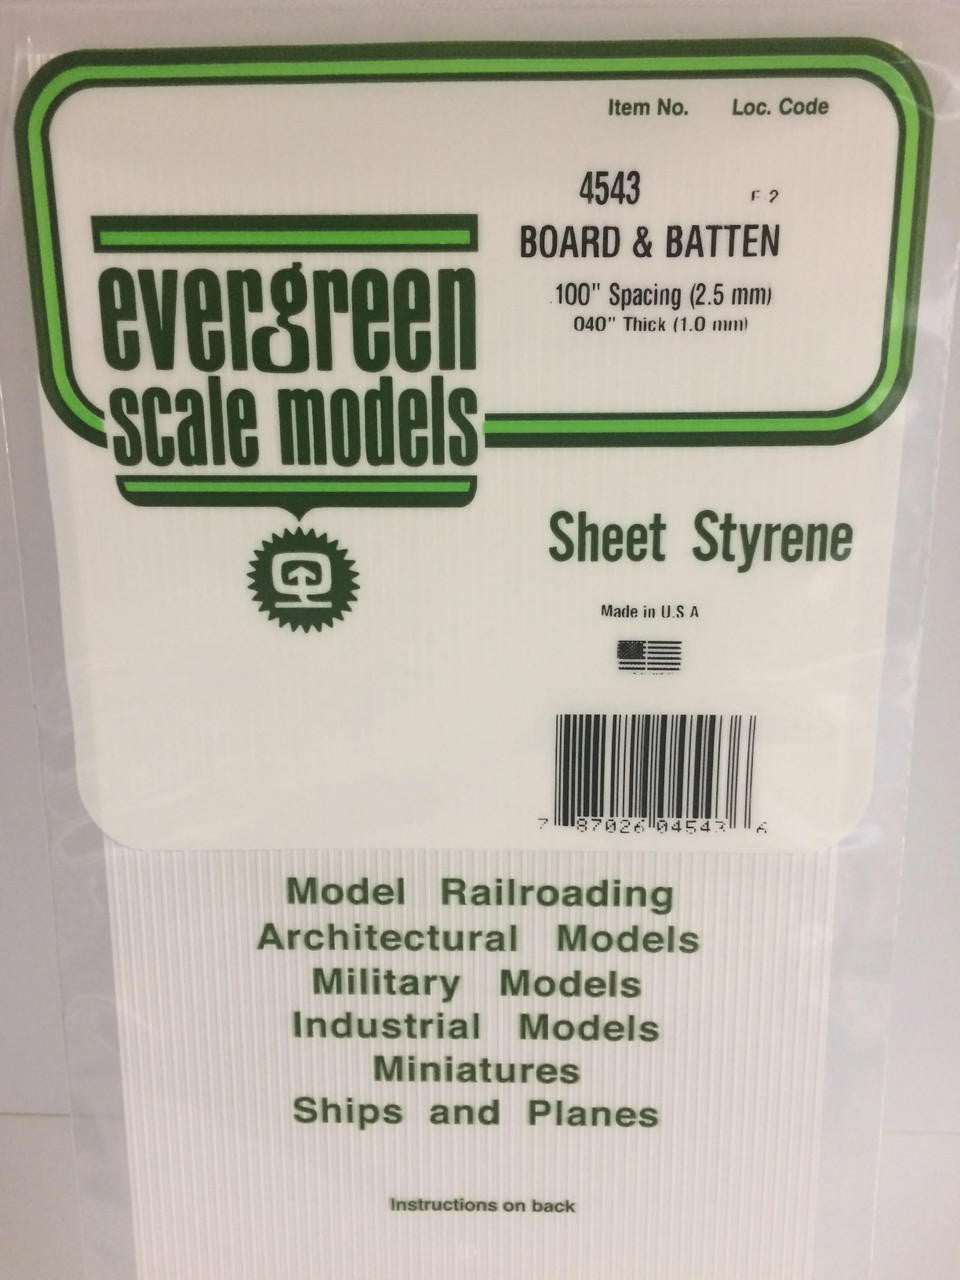 Item No. Loc. Code
4543 F 2
BOARD & BATTEN
.100" Spacing (2.5 mm)
040" Thick (1.0 mm)
evergreen
scale models
Sheet Styrene
Made in U.S A
7 87026 04543 6
Model Railroading
Architectural Models
Military Models
Industrial Models
Miniatures
Ships and Planes
Instructions on back